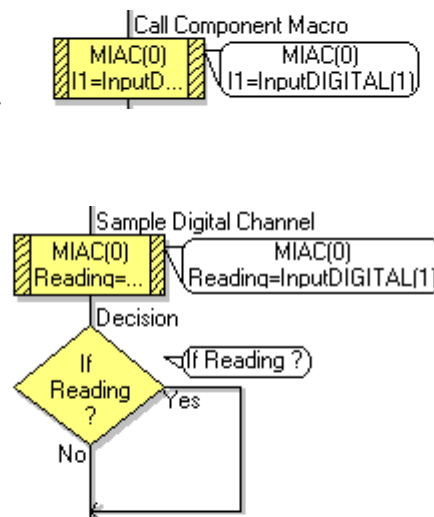 Call Component Macro
MIAC(0)
I1=InputD...
MIAC(0)
I1=InputDIGITAL(1)
Sample Digital Channel
MIAC(0)
Reading=...
MIAC(0)
Reading=InputDIGITAL(1)
Decision
If
Reading
?
If Reading ?
Yes
No